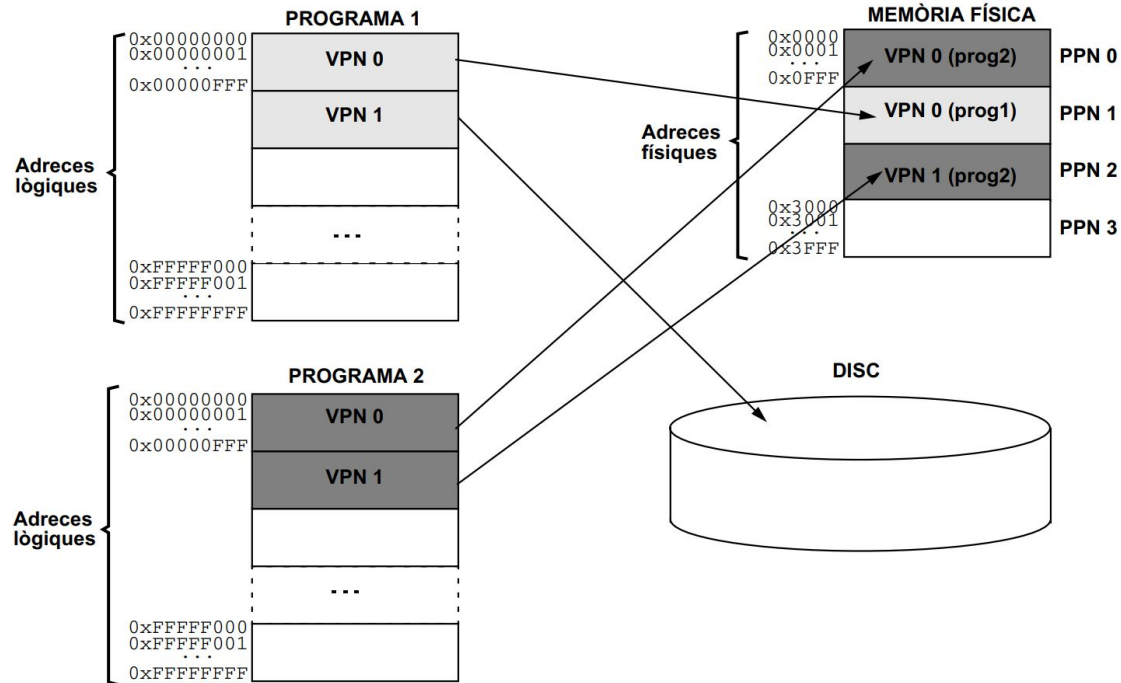 PROGRAMA 1
0x00000000
0x00000001
...
0x00000FFF
VPN 0
VPN 1
Adreces
lògiques
...
0xFFFFF000
0xFFFFF001
...
0xFFFFFFFF
MEMÒRIA FÍSICA
0x0000
0x0001
...
0x0FFF
VPN 0 (prog2)
PPN 0
VPN 0 (prog1)
PPN 1
Adreces
físiques
VPN 1 (prog2)
PPN 2
0x3000
0x3001
...
0x3FFF
PPN 3
PROGRAMA 2
0x00000000
0x00000001
...
0x00000FFF
VPN 0
VPN 1
Adreces
lògiques
...
0xFFFFF000
0xFFFFF001
...
0xFFFFFFFF
DISC